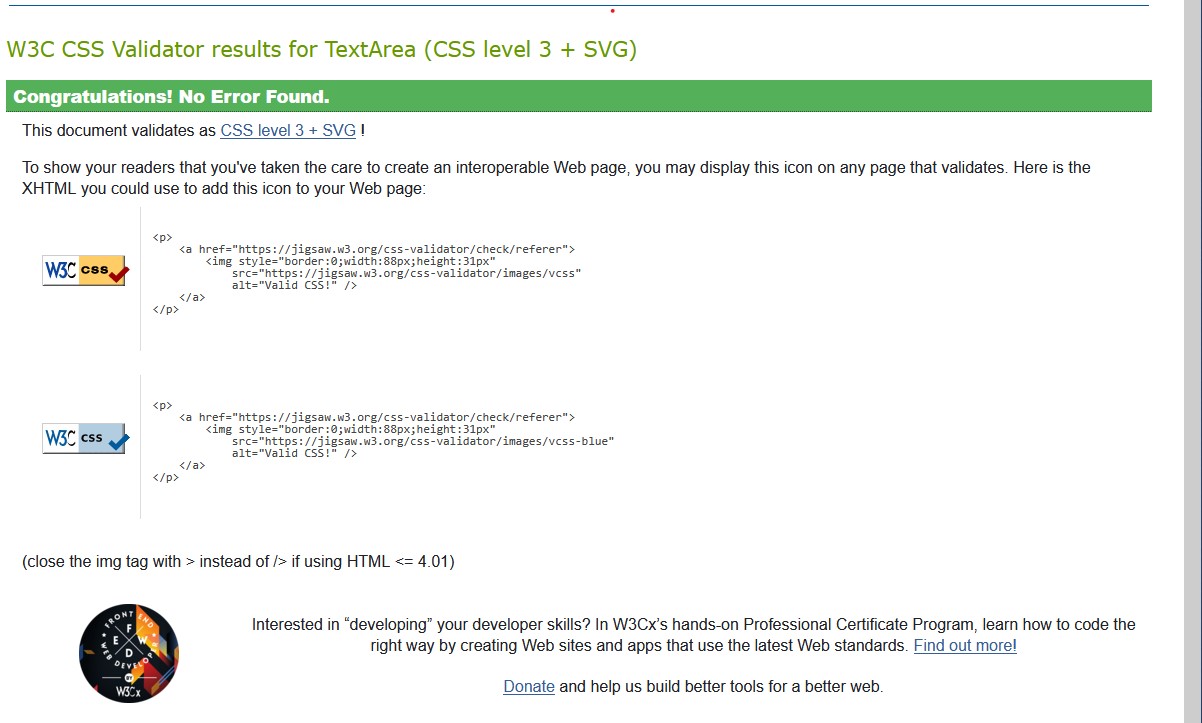 W3C CSS Validator results for TextArea (CSS level 3 + SVG)
Congratulations! No Error Found.
This document validates as CSS level 3 + SVG !
To show your readers that you've taken the care to create an interoperable Web page, you may display this icon on any page that validates. Here is the
XHTML you could use to add this icon to your Web page:
W3C css
<p>
    <a href="https://jigsaw.w3.org/css-validator/check/referer">
        <img style="border:0;width:88px;height:31px"
            src="https://jigsaw.w3.org/css-validator/images/vcss"
            alt="Valid CSS!" />
    </a>
</p>
W3C css
<p>
    <a href="https://jigsaw.w3.org/css-validator/check/referer">
        <img style="border:0;width:88px;height:31px"
            src="https://jigsaw.w3.org/css-validator/images/vcss-blue"
            alt="Valid CSS!" />
    </a>
</p>
(close the img tag with > instead of /> if using HTML <= 4.01)
FRONT END
WEB DEVELOPER
F
E W
D
BY
W3Cx
Interested in “developing” your developer skills? In W3Cx’s hands-on Professional Certificate Program, learn how to code the
right way by creating Web sites and apps that use the latest Web standards. Find out more!
Donate and help us build better tools for a better web.